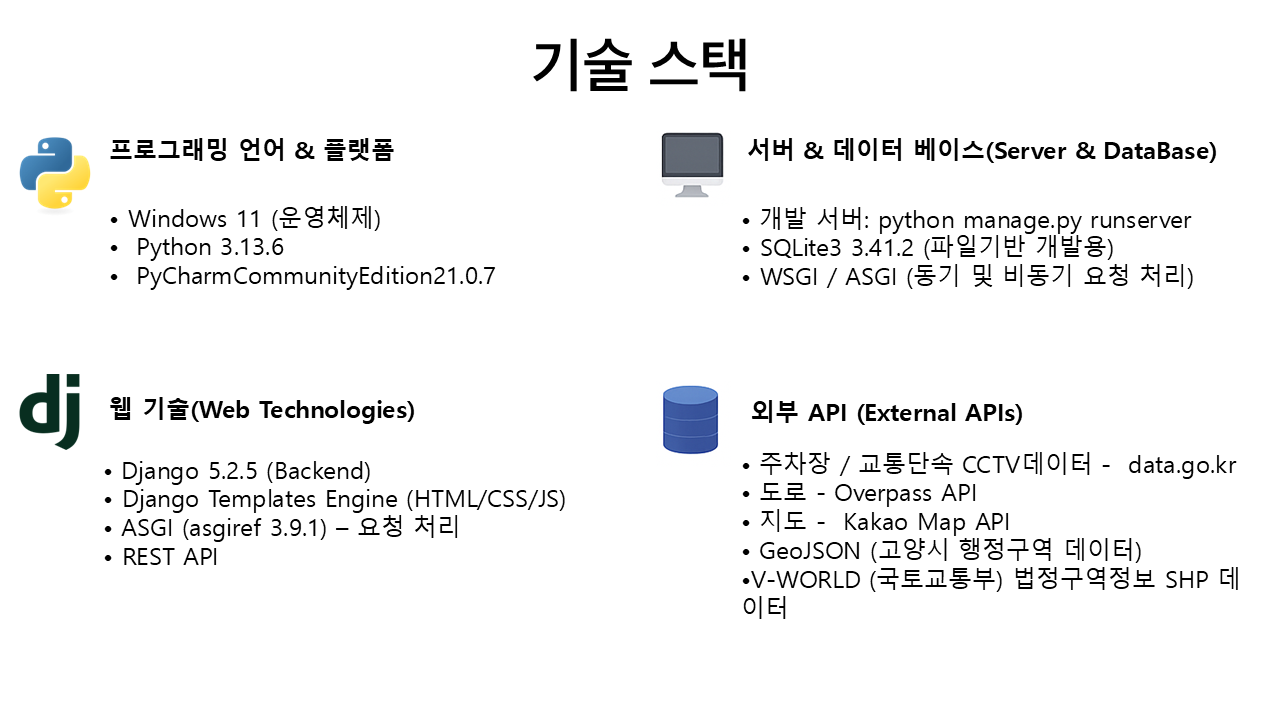 기술 스택
프로그래밍 언어 & 플랫폼
• Windows 11 (운영체제)
• Python 3.13.6
• PyCharmCommunityEdition21.0.7
서버 & 데이터 베이스(Server & DataBase)
• 개발 서버: python manage.py runserver
• SQLite3 3.41.2 (파일기반 개발용)
• WSGI / ASGI (동기 및 비동기 요청 처리)
dj
웹 기술(Web Technologies)
• Django 5.2.5 (Backend)
• Django Templates Engine (HTML/CSS/JS)
• ASGI (asgiref 3.9.1) – 요청 처리
• REST API
외부 API (External APIs)
• 주차장 / 교통단속 CCTV데이터 - data.go.kr
• 도로 - Overpass API
• 지도 - Kakao Map API
• GeoJSON (고양시 행정구역 데이터)
•V-WORLD (국토교통부) 법정구역정보 SHP 데
이터